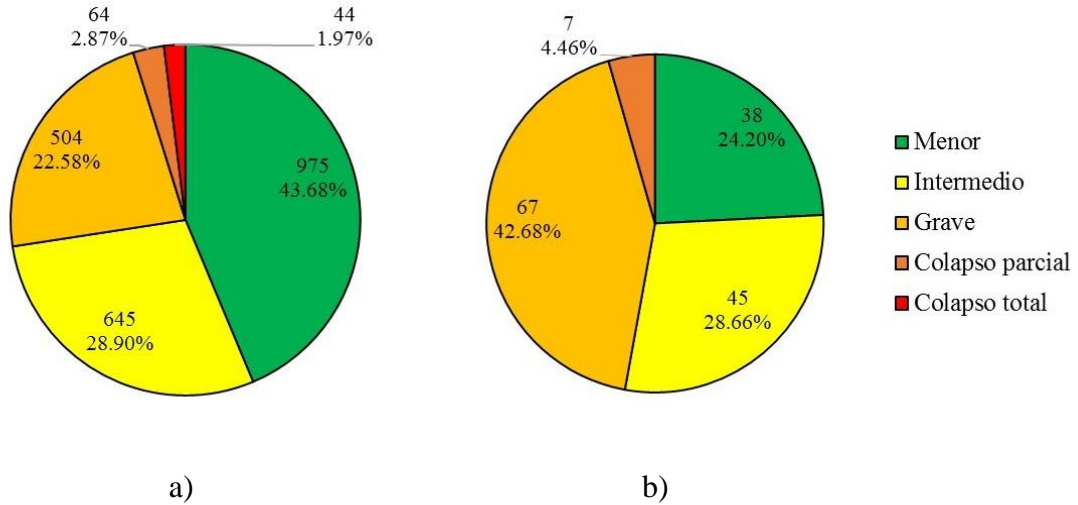 64
2.87%
44
1.97%
504
22.58%
975
43.68%
645
28.90%
a)
7
4.46%
38
24.20%
67
42.68%
45
28.66%
b)
Menor
Intermedio
Grave
Colapso parcial
Colapso total